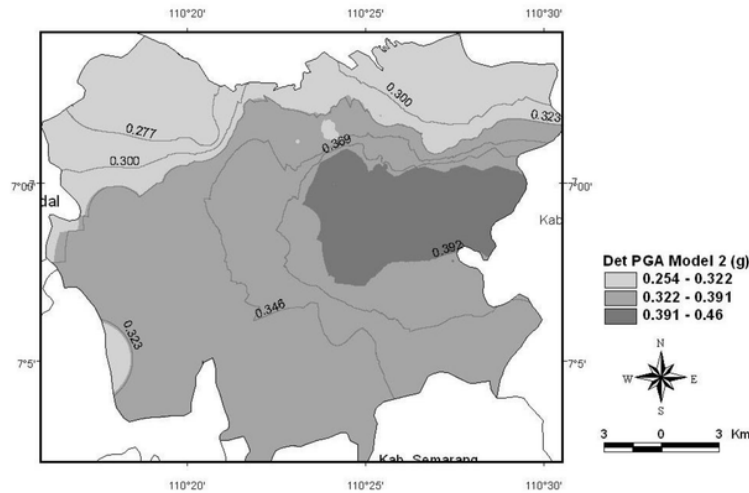 110°20' 110°25' 110°30'
0.300
0.277
0.323
0.300
0.369
7°00' 7°00'
dal
Kab
0.392
0.346
0.323
7°5' 7°5'
Kab. Semarang
110°20' 110°25' 110°30'
Det PGA Model 2 (g)
0.254 - 0.322
0.322 - 0.391
0.391 - 0.46
N
W E
S
3 0 3 Km